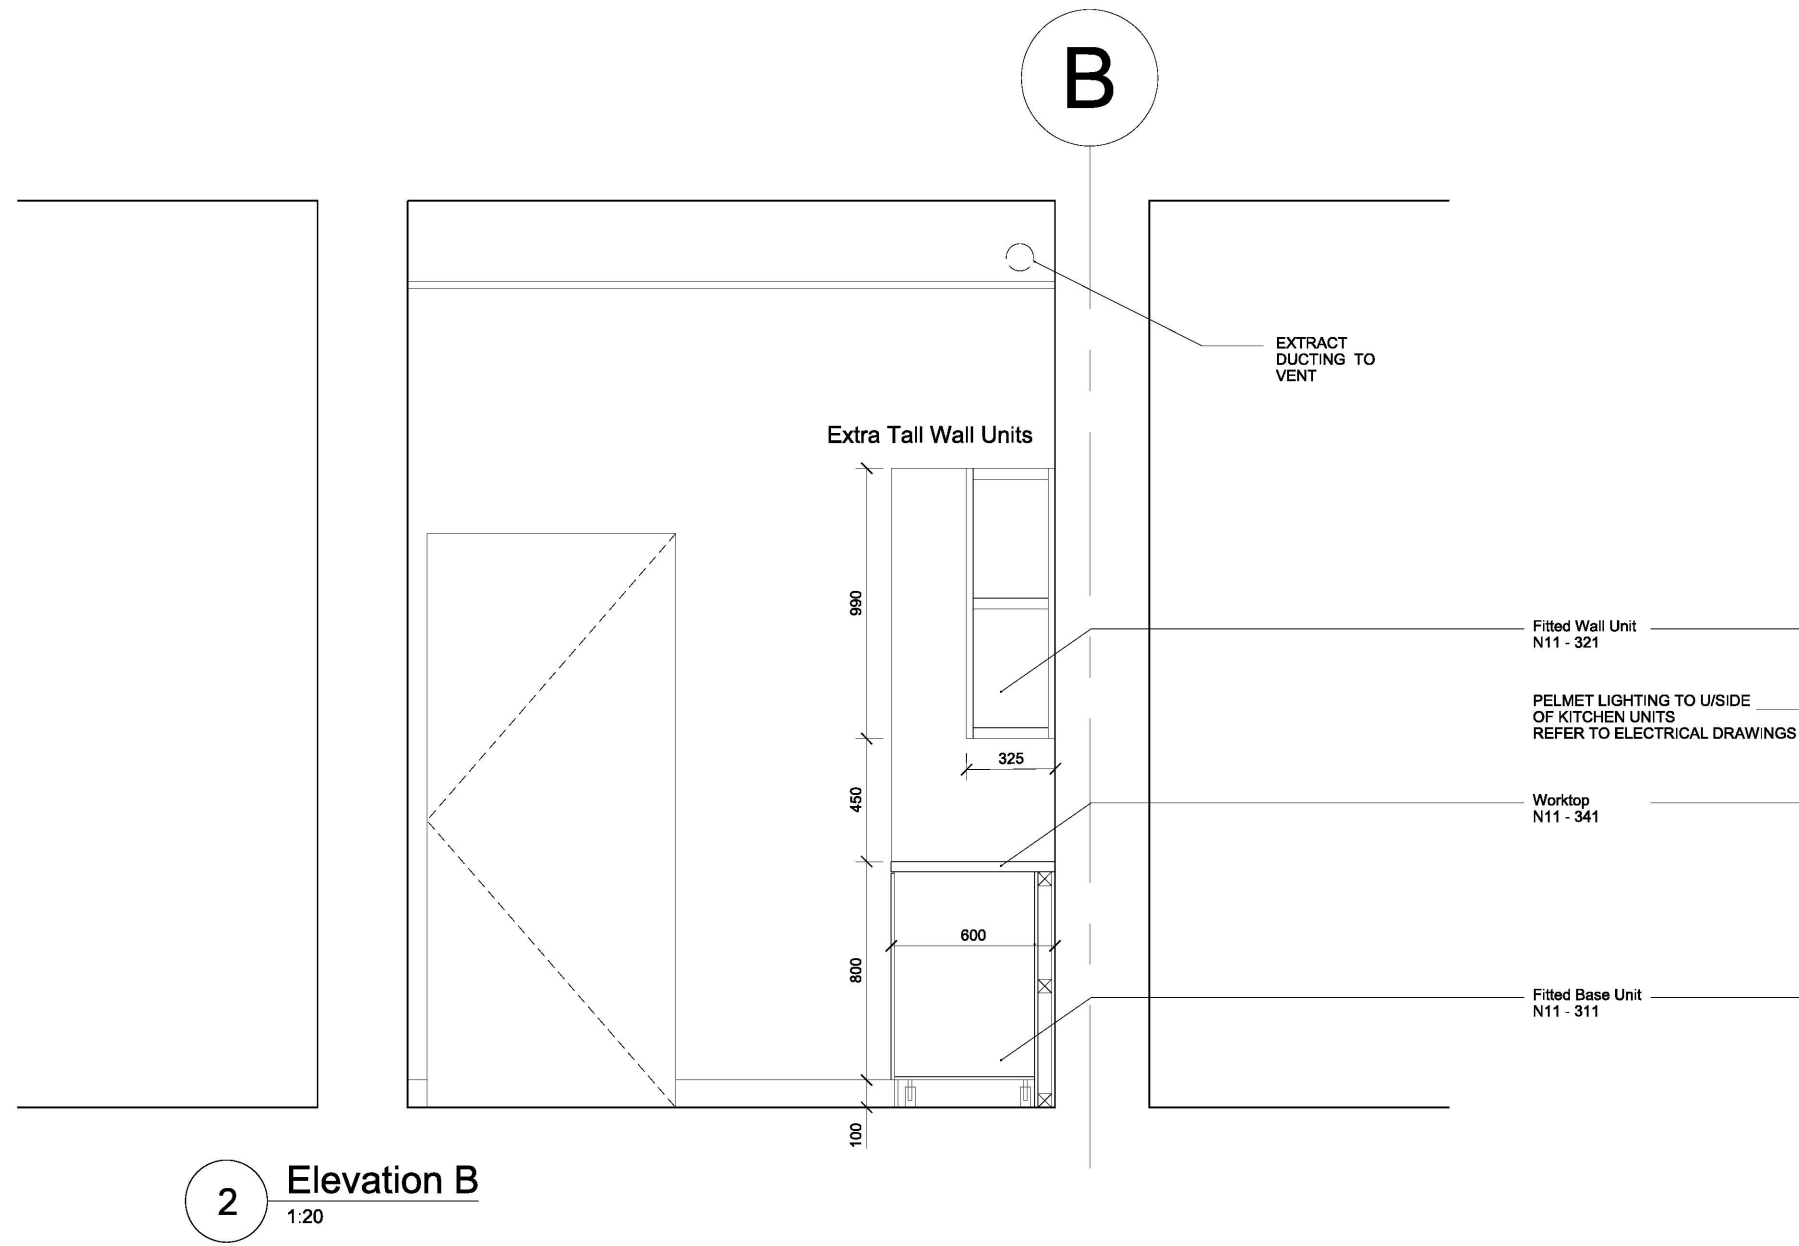 B
EXTRACT
DUCTING TO
VENT
Extra Tall Wall Units
990
Fitted Wall Unit
N11 - 321
PELMET LIGHTING TO U/SIDE
OF KITCHEN UNITS
REFER TO ELECTRICAL DRAWINGS
325
450
Worktop
N11 - 341
600
800
Fitted Base Unit
N11 - 311
100
2
Elevation B
1:20